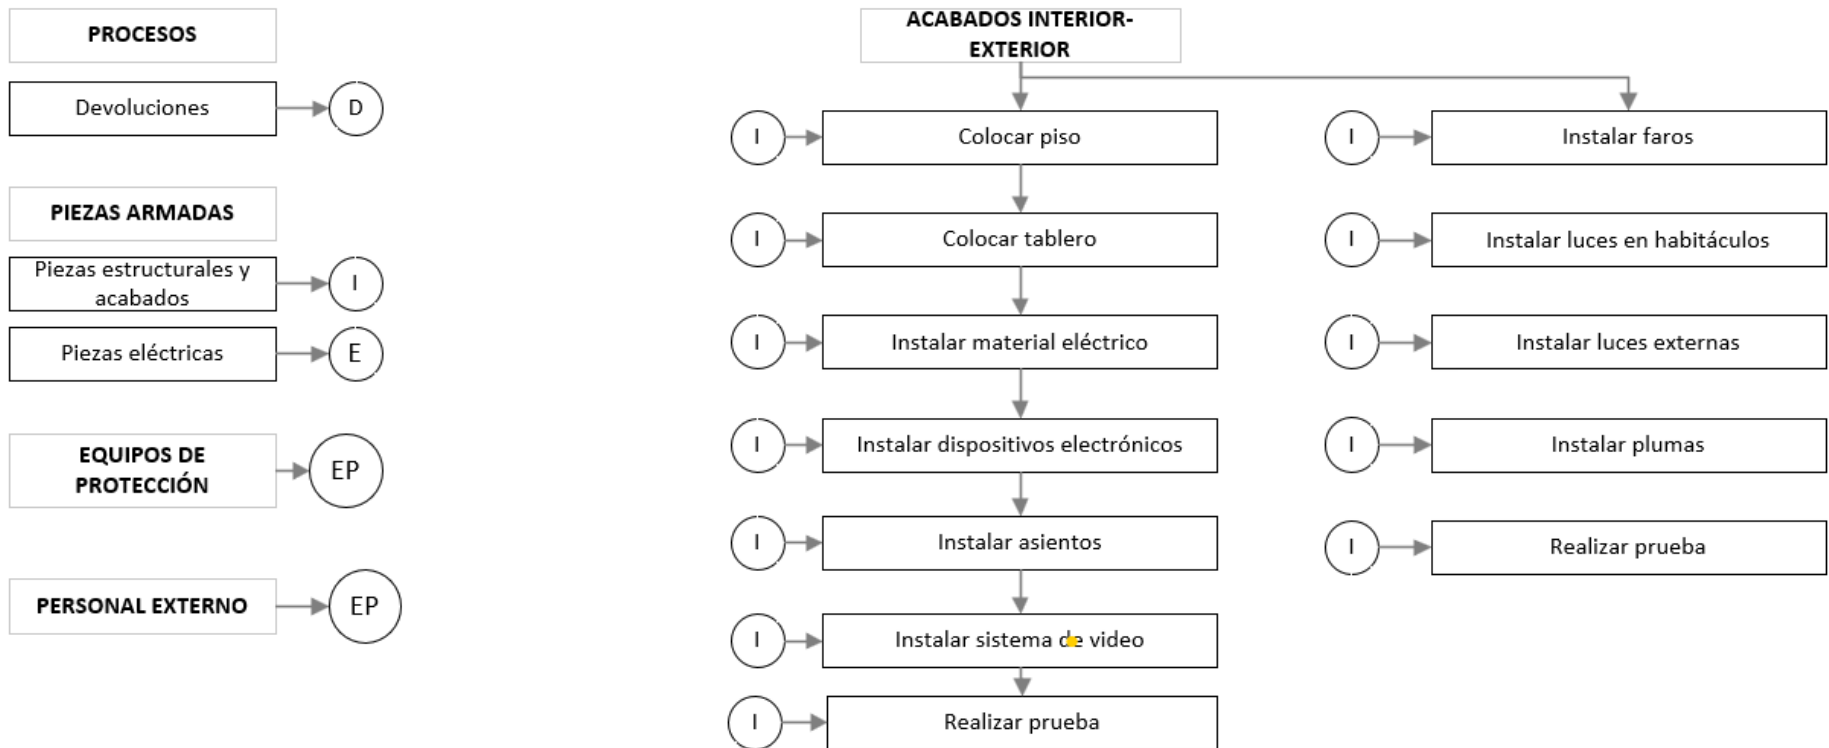 PROCESOS
Devoluciones
D
PIEZAS ARMADAS
Piezas estructurales y
acabados
I
Piezas eléctricas
E
EQUIPOS DE
PROTECCIÓN
EP
PERSONAL EXTERNO
EP
ACABADOS INTERIOR-
EXTERIOR
I
Colocar piso
I
Colocar tablero
I
Instalar material eléctrico
I
Instalar dispositivos electrónicos
I
Instalar asientos
I
Instalar sistema de video
I
Realizar prueba
I
Instalar faros
I
Instalar luces en habitáculos
I
Instalar luces externas
I
Instalar plumas
I
Realizar prueba